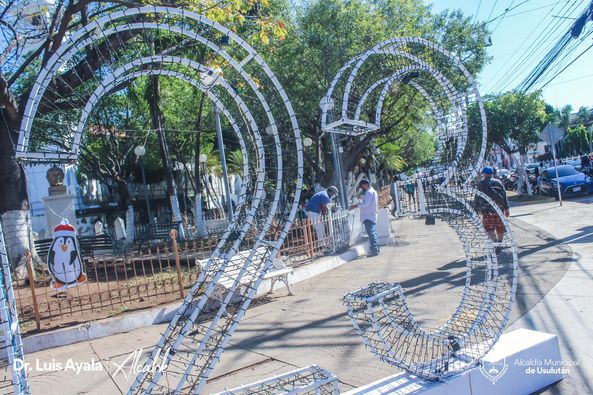 Dr. Luis Ayala
Alcalde
Alcaldía Municipal
de Usulután